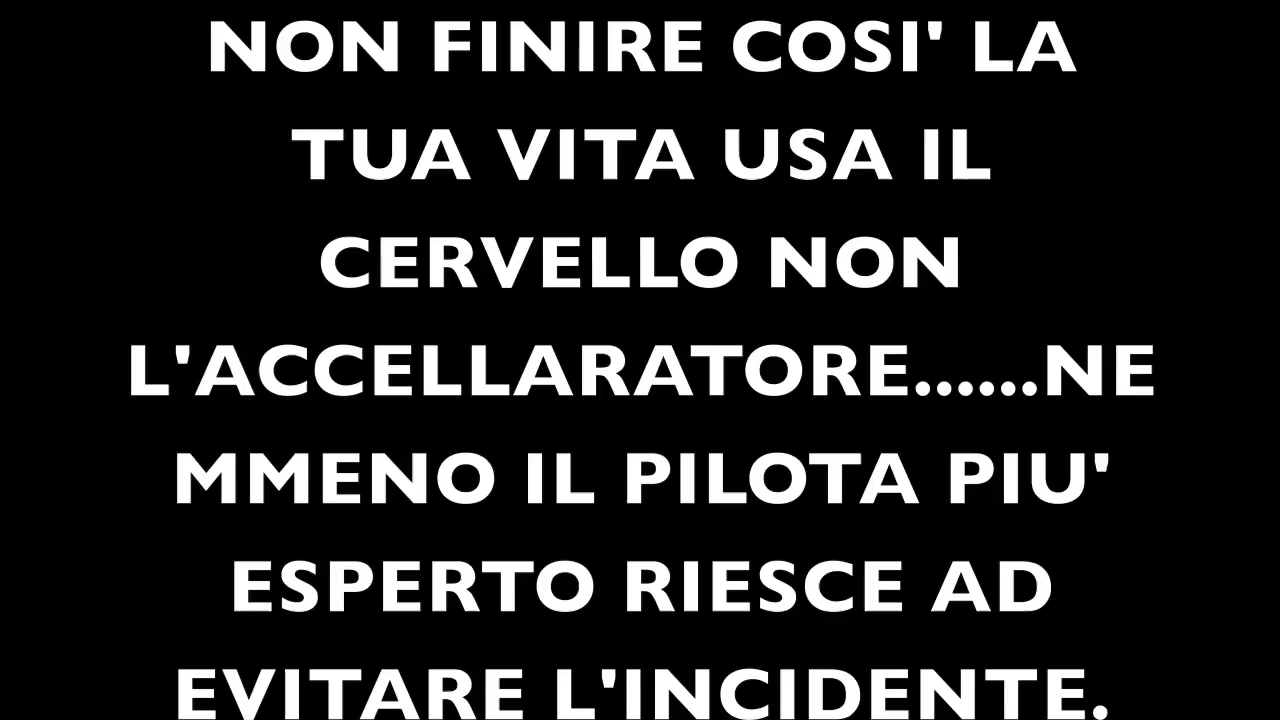 NON FINIRE COSI' LA
TUA VITA USA IL
CERVELLO NON
L'ACCELLARATORE......NE
MMENO IL PILOTA PIU'
ESPERTO RIESCE AD
EVITARE L'INCIDENTE.